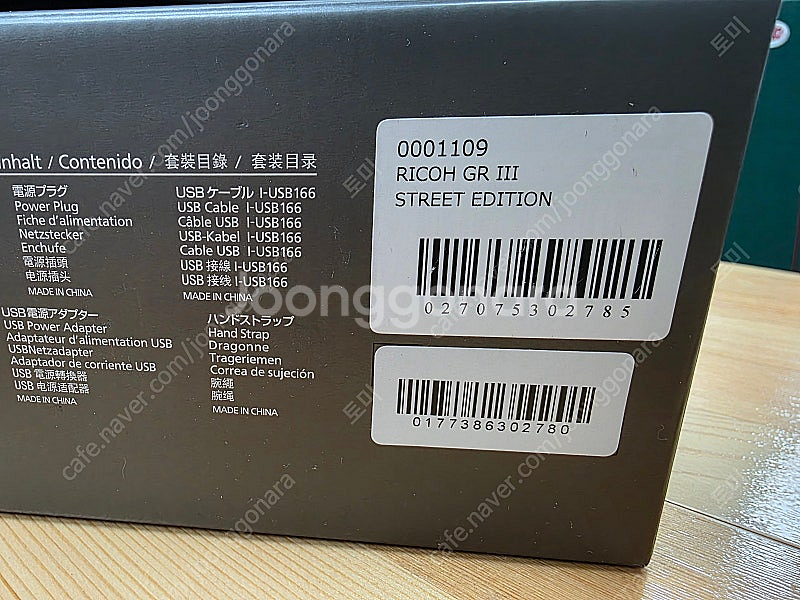 Inhalt / Contenido / 套裝目錄 / 套装目录
電源プラグ
Power Plug
Fiche d'alimentation
Netzstecker
Enchufe
電源插頭
电源插头
MADE IN CHINA
USBケーブル I-USB166
USB Cable I-USB166
Câble USB I-USB166
USB-Kabel I-USB166
Cable USB I-USB166
USB 接線 I-USB166
USB 接线 I-USB166
MADE IN CHINA
USB電源アダプター
USB Power Adapter
Adaptateur d'alimentation USB
USBNetzadapter
Adaptador de corriente USB
USB 電源轉換器
USB 电源适配器
MADE IN CHINA
ハンドストラップ
Hand Strap
Dragonne
Trageriemen
Correa de sujeción
腕繩
腕绳
MADE IN CHINA
0001109
RICOH GR III
STREET EDITION
027075302785
0177386302780
Joonggonara
토미
cafe.naver.com/joonggonara